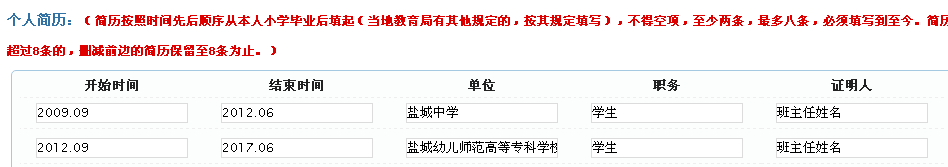 个人简历：（简历按照时间先后顺序从本人小学毕业后填起（当地教育局有其他规定的，按其规定填写），不得空项，至少两条，最多八条，必须填写到至今。简历
超过8条的，删减前边的简历保留至8条为止。）
开始时间 结束时间 单位 职务 证明人
2009.09 2012.06 盐城中学 学生 班主任姓名
2012.09 2017.06 盐城幼儿师范高等专科学校 学生 班主任姓名